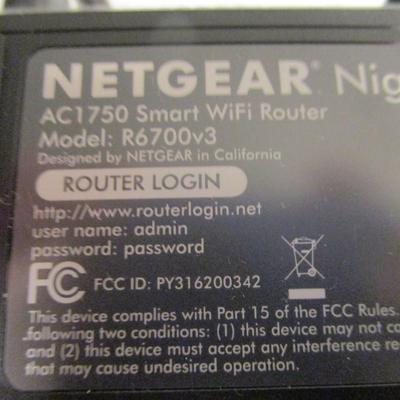 NETGEAR®
AC1750 Smart WiFi Router
Model: R6700v3
Designed by NETGEAR in California
ROUTER LOGIN
http://www.routerlogin.net
user name: admin
password: password
FC FCC ID: PY316200342
This device complies with Part 15 of the FCC Rules.
following two conditions: (1) this device may not
and (2) this device must accept any interference
that may cause undesired operation.